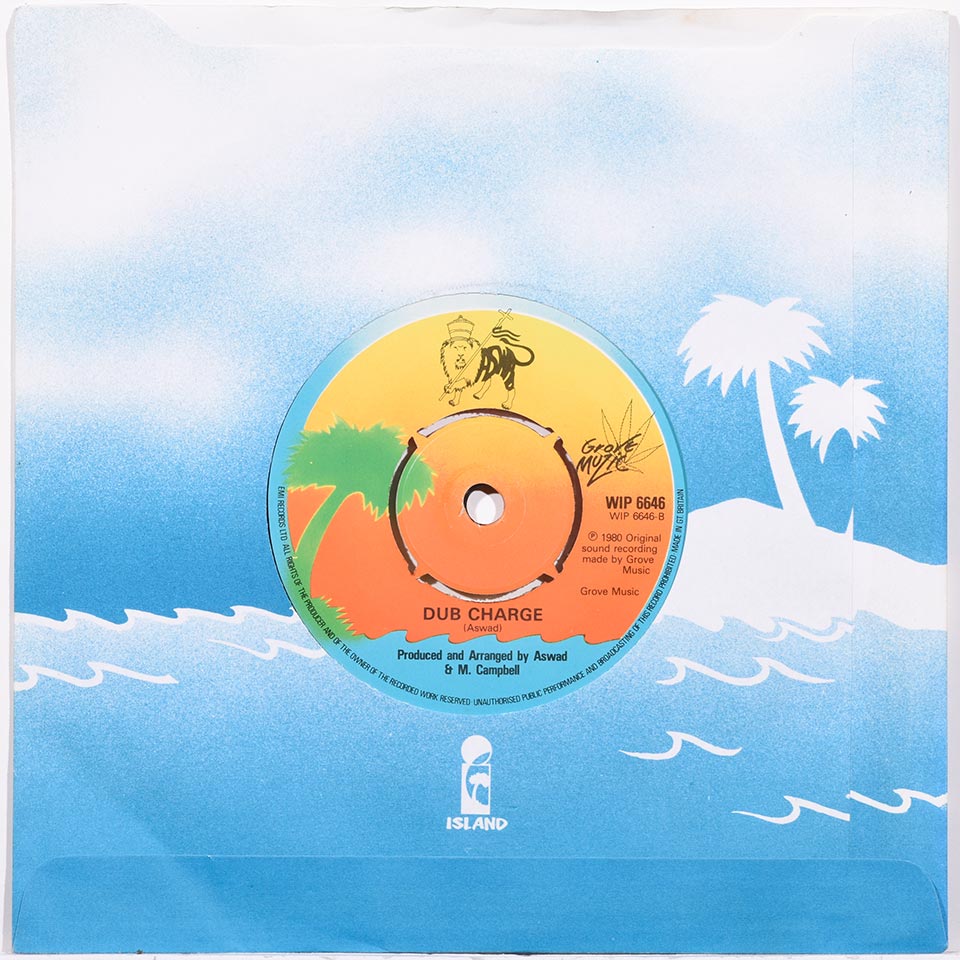 ASWAD
GROVE
MUZIC
WIP 6646
WIP 6646-B
℗ 1980 Original
sound recording
made by Grove
Music
Grove Music
DUB CHARGE
(Aswad)
Produced and Arranged by Aswad
& M. Campbell
EMI RECORDS LTD ALL RIGHTS OF THE PRODUCER AND OF THE OWNER OF THE RECORDED WORK RESERVED·UNAUTHORISED PUBLIC PERFORMANCE AND BROADCASTING OF THIS RECORD PROHIBITED MADE IN GT. BRITAIN
ISLAND